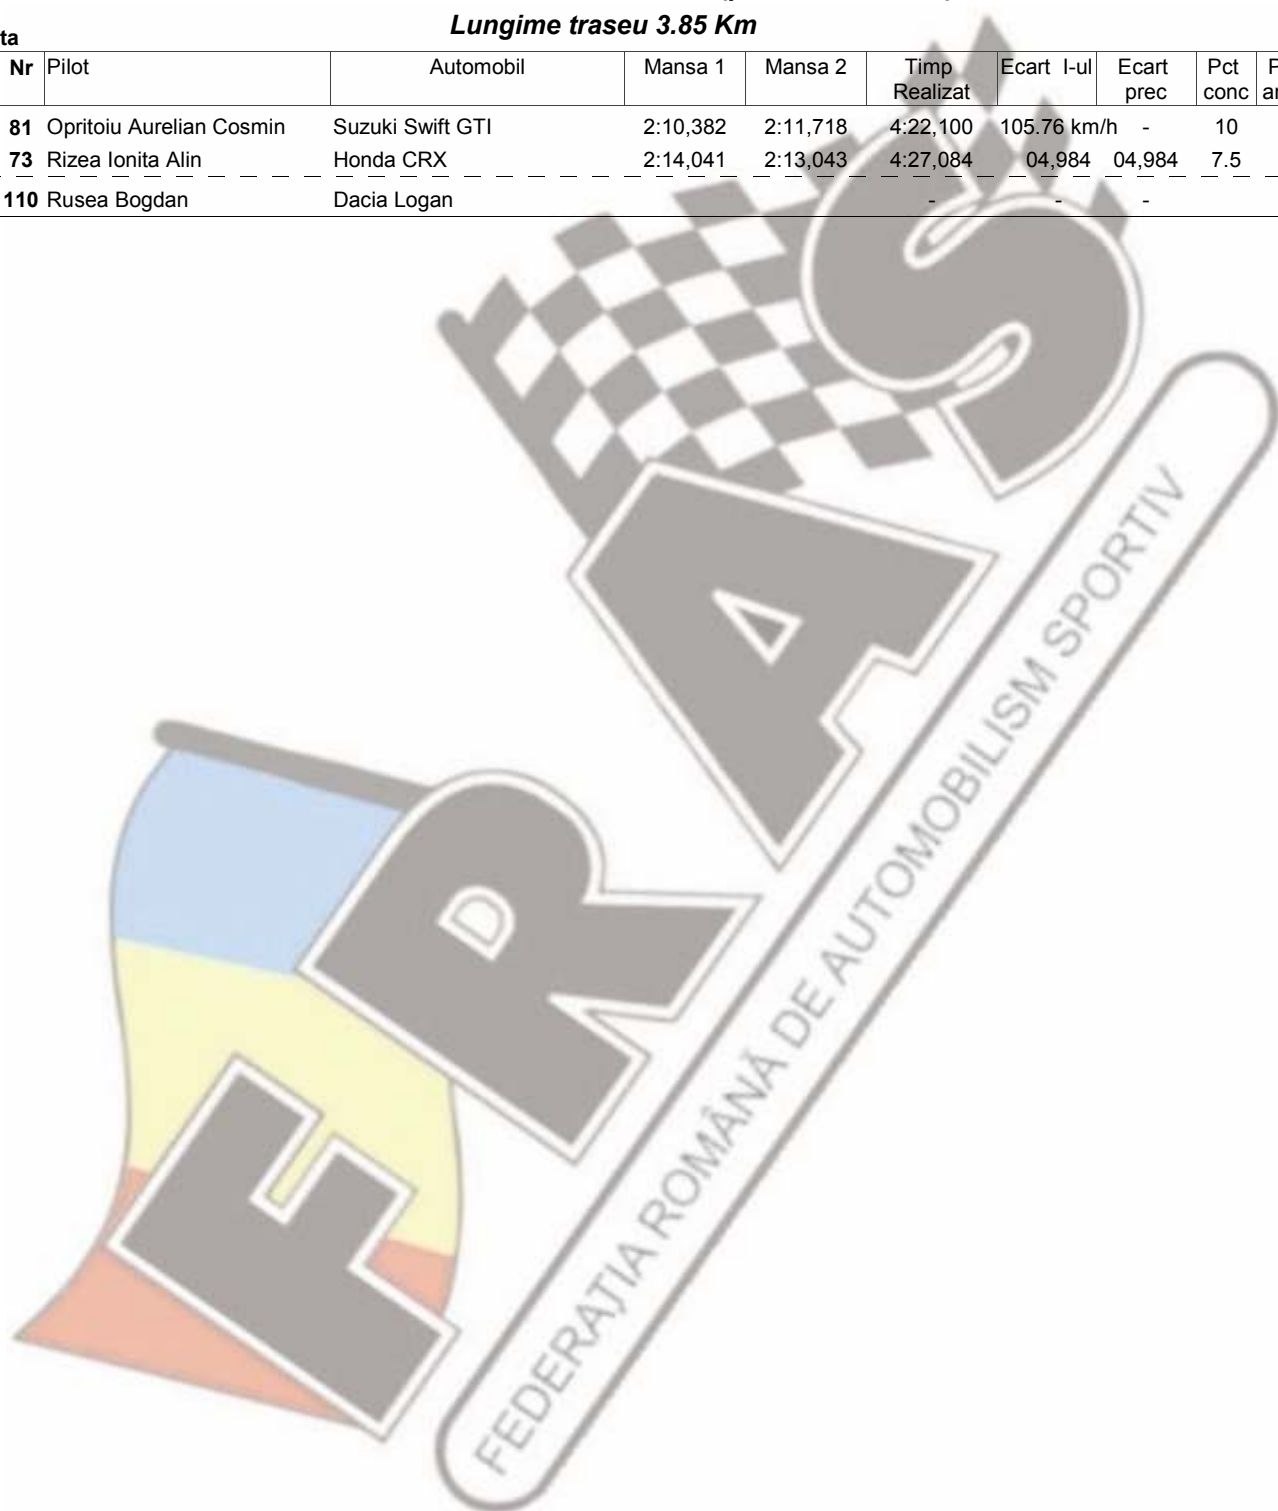 Lungime traseu 3.85 Km
ta
Nr Pilot Automobil Mansa 1 Mansa 2 Timp Realizat Ecart I-ul Ecart prec Pct conc
81 Opritoiu Aurelian Cosmin Suzuki Swift GTI 2:10,382 2:11,718 4:22,100 105.76 km/h - 10
73 Rizea Ionita Alin Honda CRX 2:14,041 2:13,043 4:27,084 04,984 04,984 7.5
110 Rusea Bogdan Dacia Logan - - -
FRAS
FEDERAŢIA ROMÂNĂ DE AUTOMOBILISM SPORTIV